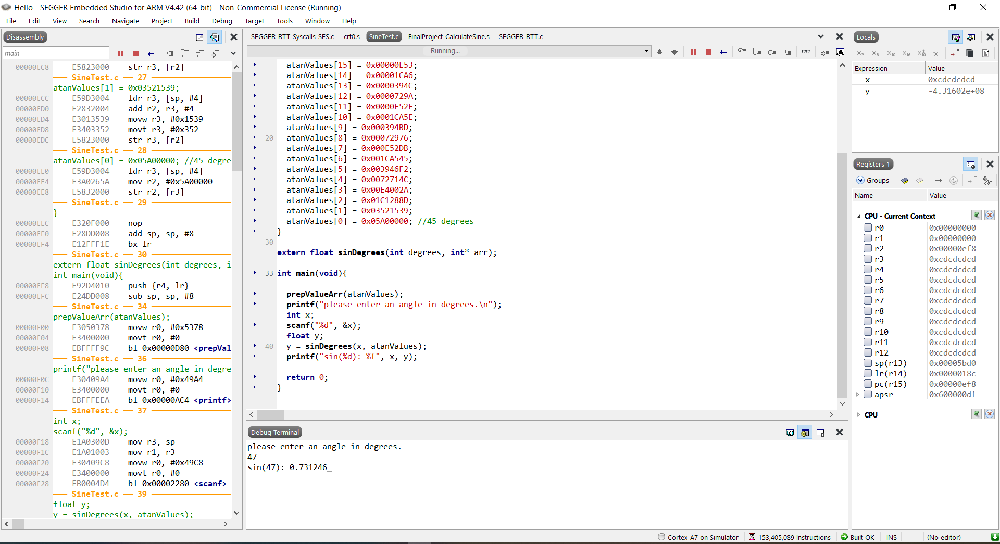 Hello - SEGGER Embedded Studio for ARM V4.42 (64-bit) - Non-Commercial License (Running)
File Edit View Search Navigate Project Build Debug Target Tools Window Help
Disassembly
main
00000EC8 E5823000 str r3, [r2]
SineTest.c — 27
atanValues[1] = 0x03521539;
00000ECC E59D3004 ldr r3, [sp, #4]
00000ED0 E2832004 add r2, r3, #4
00000ED4 E3013539 movw r3, #0x1539
00000ED8 E3403352 movt r3, #0x352
00000EDC E5823000 str r3, [r2]
SineTest.c — 28
atanValues[0] = 0x05A00000; //45 degre
00000EE0 E59D3004 ldr r3, [sp, #4]
00000EE4 E3A0265A mov r2, #0x5A00000
00000EE8 E5832000 str r2, [r3]
SineTest.c — 29
}
00000EEC E320F000 nop
00000EF0 E28DD008 add sp, sp, #8
00000EF4 E12FFF1E bx lr
SineTest.c — 30
extern float sinDegrees(int degrees, i
int main(void){
00000EF8 E92D4010 push {r4, lr}
00000EFC E24DD008 sub sp, sp, #8
SineTest.c — 34
prepValueArr(atanValues);
00000F00 E3050378 movw r0, #0x5378
00000F04 E3400000 movt r0, #0
00000F08 EBFFFF9C bl 0x00000D80 <prepVal
SineTest.c — 36
printf("please enter an angle in degre
00000F0C E30409A4 movw r0, #0x49A4
00000F10 E3400000 movt r0, #0
00000F14 EBFFFEEA bl 0x00000AC4 <printf>
SineTest.c — 37
int x;
scanf("%d", &x);
00000F18 E1A0300D mov r3, sp
00000F1C E1A01003 mov r1, r3
00000F20 E30409C8 movw r0, #0x49C8
00000F24 E3400000 movt r0, #0
00000F28 EB0004D4 bl 0x00002280 <scanf>
SineTest.c — 39
float y;
y = sinDegrees(x, atanValues);
SEGGER_RTT_Syscalls_SES.c crt0.s SineTest.c FinalProject_CalculateSine.s SEGGER_RTT.c
Running...
atanValues[15] = 0x00000E53;
atanValues[14] = 0x00001CA6;
atanValues[13] = 0x0000394C;
atanValues[12] = 0x0000729A;
atanValues[11] = 0x0000E52F;
atanValues[10] = 0x0001CA5E;
atanValues[9] = 0x000394BD;
20 atanValues[8] = 0x00072976;
atanValues[7] = 0x000E52DB;
atanValues[6] = 0x001CA545;
atanValues[5] = 0x003946F2;
atanValues[4] = 0x0072714C;
atanValues[3] = 0x00E4002A;
atanValues[2] = 0x01C1288D;
atanValues[1] = 0x03521539;
atanValues[0] = 0x05A00000; //45 degrees
}
30
extern float sinDegrees(int degrees, int* arr);
33 int main(void){
prepValueArr(atanValues);
printf("please enter an angle in degrees.\n");
int x;
scanf("%d", &x);
float y;
40 y = sinDegrees(x, atanValues);
printf("sin(%d): %f", x, y);
return 0;
}
Debug Terminal
please enter an angle in degrees.
47
sin(47): 0.731246_
Locals
x₂ x₈ x₁₀ x₁₆ x±₁₀ 'x'
Expression Value
x 0xcdcdcdcd
y -4.31602e+08
Registers 1
Groups
Name Value
CPU - Current Context
r0 0x00000000
r1 0x00000000
r2 0x00000ef8
r3 0xcdcdcdcd
r4 0xcdcdcdcd
r5 0xcdcdcdcd
r6 0xcdcdcdcd
r7 0xcdcdcdcd
r8 0xcdcdcdcd
r9 0xcdcdcdcd
r10 0xcdcdcdcd
r11 0xcdcdcdcd
r12 0xcdcdcdcd
sp(r13) 0x00005bd0
lr(r14) 0x0000018c
pc(r15) 0x00000ef8
apsr 0x600000df
CPU
Cortex-A7 on Simulator 153,405,089 Instructions Built OK INS (No editor)